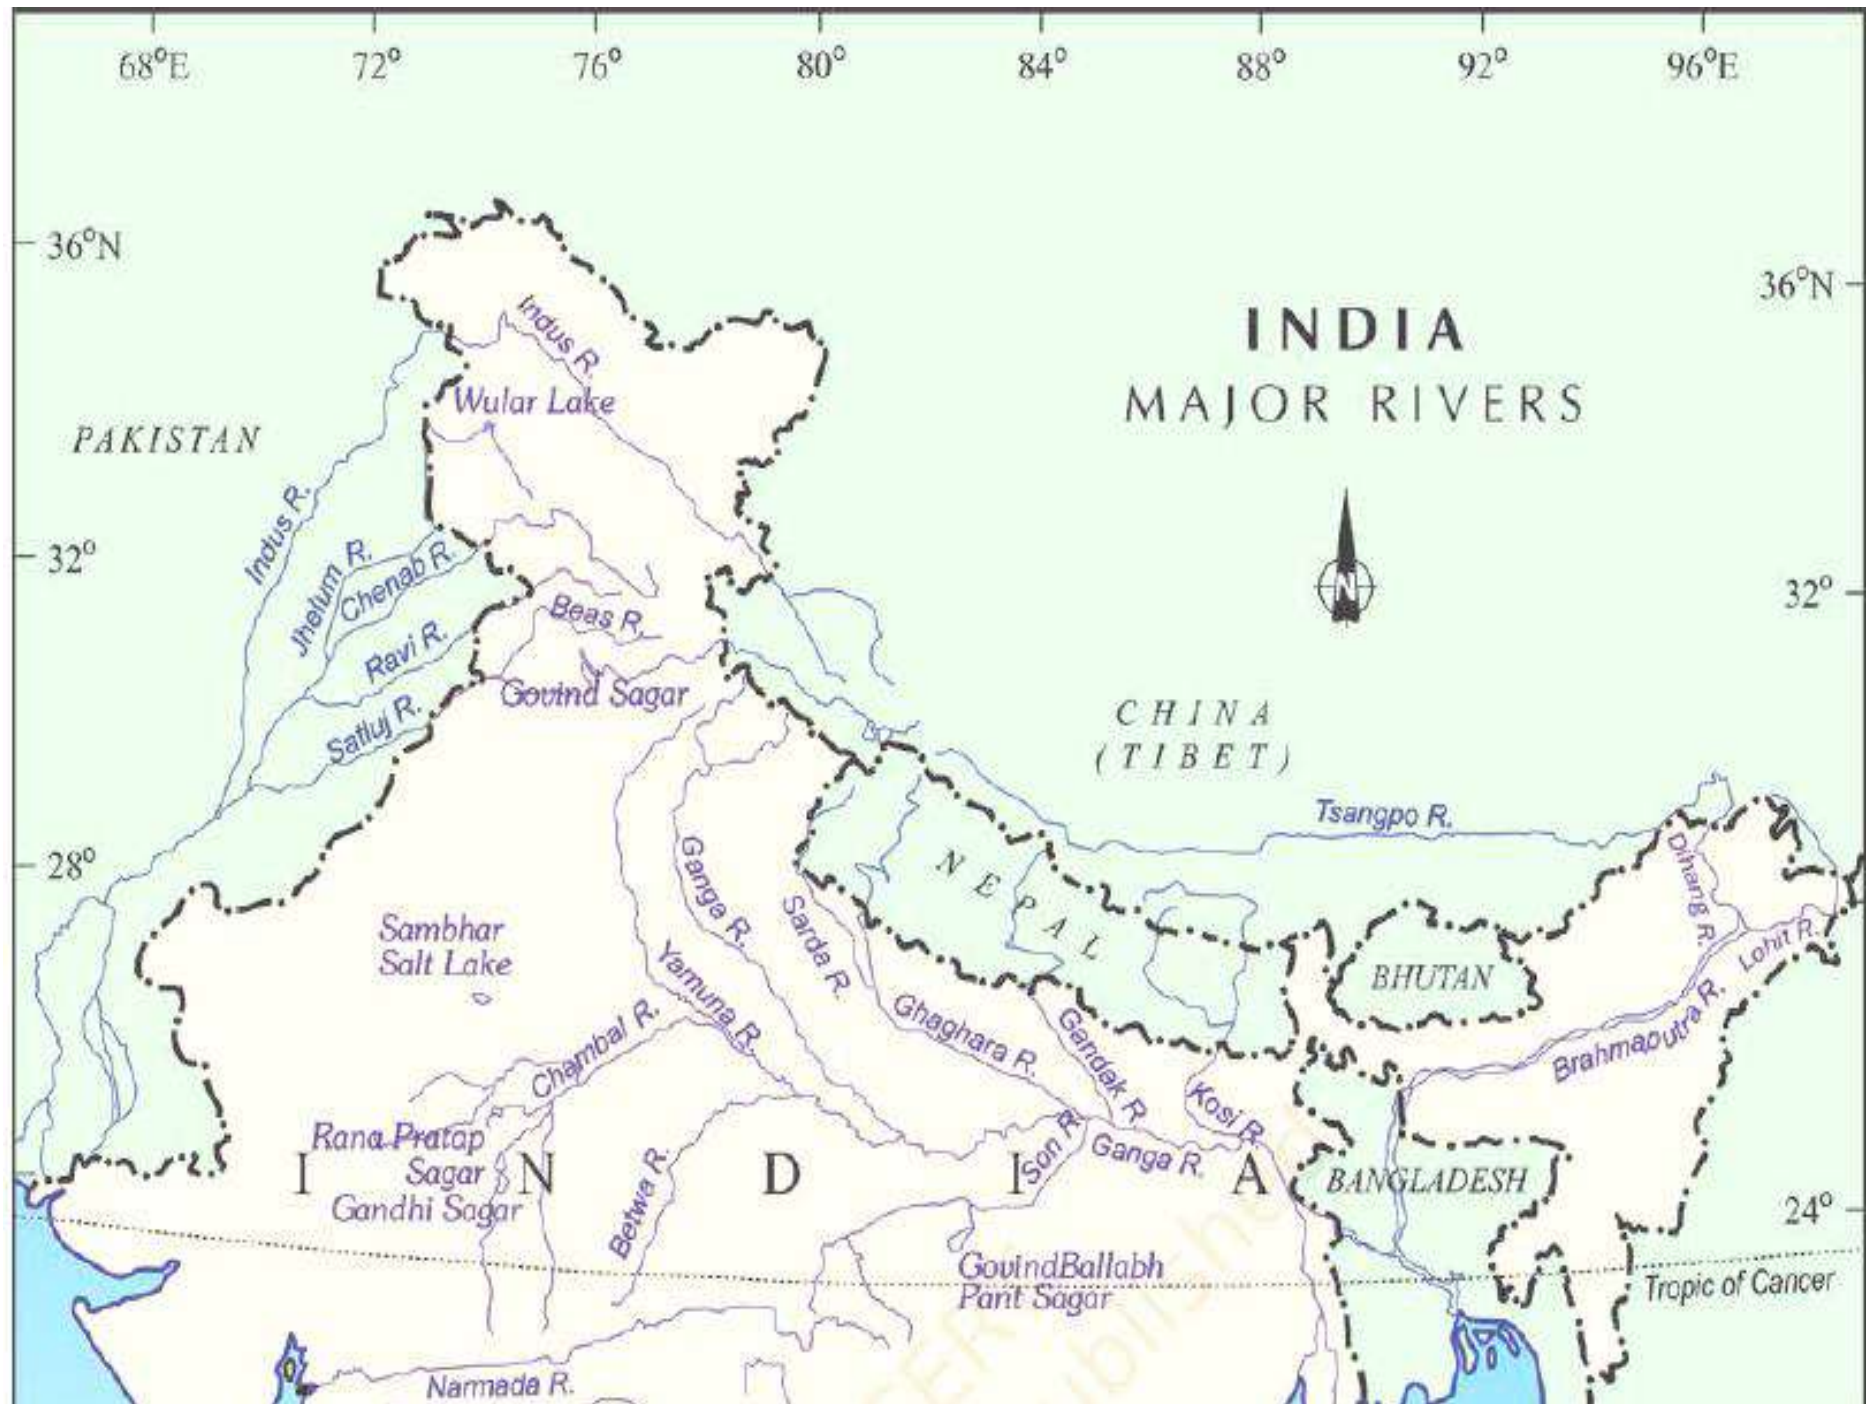 68°E 72° 76° 80° 84° 88° 92° 96°E
36°N
36°N
INDIA
MAJOR RIVERS
Indus R.
Wular Lake
PAKISTAN
Indus R.
Jhelum R.
Chenab R.
32°
32°
N
Beas R.
Ravi R.
Govind Sagar
Satluj R.
CHINA
(TIBET)
Tsangpo R.
28°
NEPAL
Dihang R.
Ganga R.
Sarda R.
Sambhar
Salt Lake
Yamuna R.
BHUTAN
Lohit R.
Ghaghara R.
Gandak R.
Brahmaputra R.
Chambal R.
Kosi R.
Rana Pratap
Sagar
Gandhi Sagar
INDIA
Betwa R.
Son R.
Ganga R.
BANGLADESH
24°
GovindBallabh
Pant Sagar
Tropic of Cancer
Narmada R.